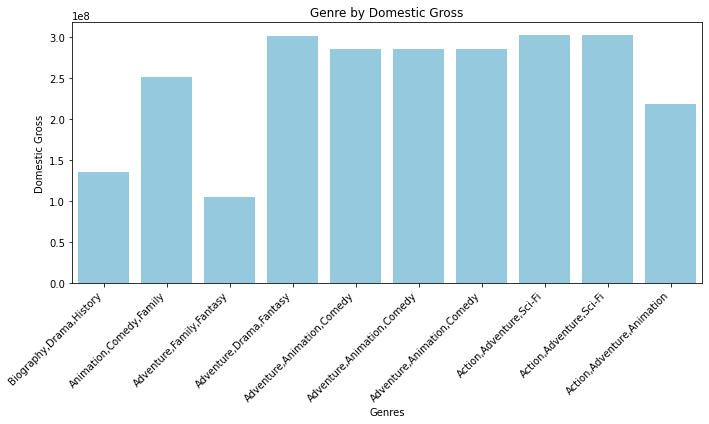 Genre by Domestic Gross
1e8
3.0
2.5
2.0
1.5
1.0
0.5
0.0
Domestic Gross
Biography,Drama,History
Animation,Comedy,Family
Adventure,Family,Fantasy
Adventure,Drama,Fantasy
Adventure,Animation,Comedy
Adventure,Animation,Comedy
Adventure,Animation,Comedy
Action,Adventure,Sci-Fi
Action,Adventure,Sci-Fi
Action,Adventure,Animation
Genres